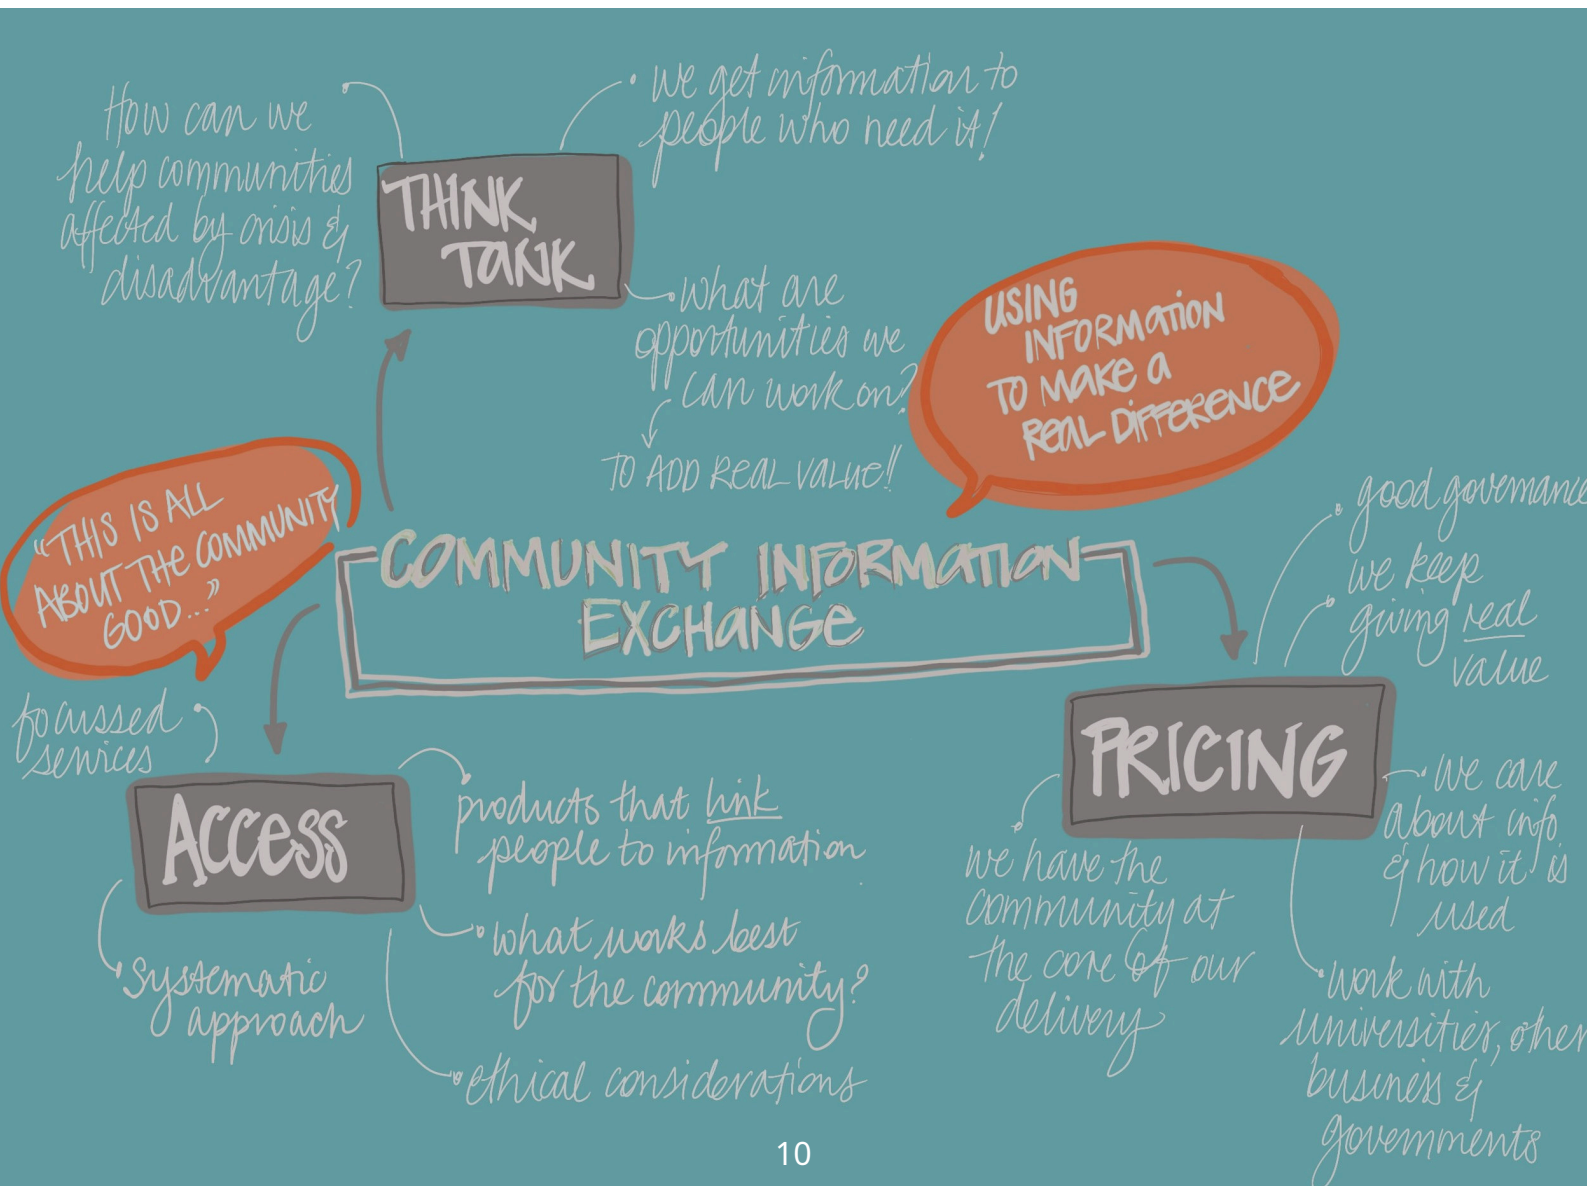 How can we
help communities
affected by crisis &
disadvantage?
we get information to
people who need it!
THINK
TANK
what are
opportunities we
can work on?
TO ADD REAL VALUE!!
USING
INFORMATION
TO MAKE A
REAL DIFFERENCE
"THIS IS ALL
ABOUT THE COMMUNITY
GOOD..."
COMMUNITY INFORMATION
EXCHANGE
good governance
we keep
giving real
value
PRICING
we care
about info
& how it is
used
we have the
community at
the core of our
delivery
work with
universities, other
business &
governments
focussed
services
ACCESS
products that link
people to information
what works best
for the community?
systematic
approach
ethical considerations
10